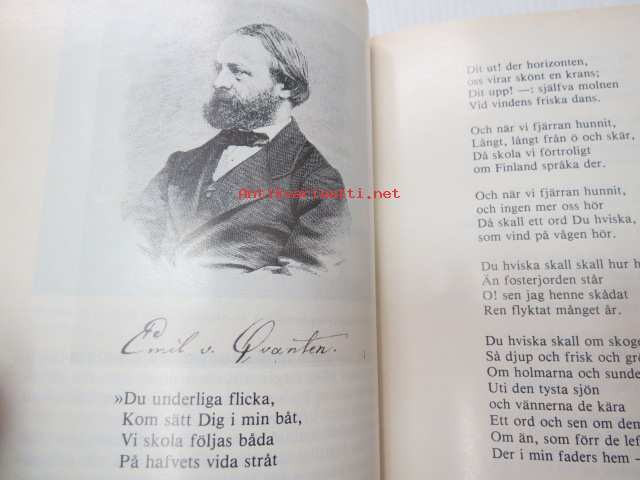 Antikvariaatti.net
Emil v. Qvanten.
»Du underliga flicka,
Kom sätt Dig i min båt,
Vi skola följas båda
På hafvets vida stråt
Dit ut! der horizonten,
oss virar skönt en krans;
Dit upp! —: sjelfva molnen
Vid vindens friska dans.
Och när vi fjärran hunnit,
Långt, långt från ö och skär,
Då skola vi förtroligt
om Finland språka der.
Och när vi fjärran hunnit,
och ingen mer oss hör
Då skall ett ord Du hviska,
som vind på vågen hör.
Du hviska skall skall hur h
Än fosterjorden står
O! sen jag henne skådat
Ren flyktat månget år.
Du hviska skall om skoge
Så djup och frisk och grö
Om holmarna och sunde
Uti den tysta sjön
och vännerna de kära
Ett ord och sen om den
Om än, som förr de lef
Der i min faders hem -